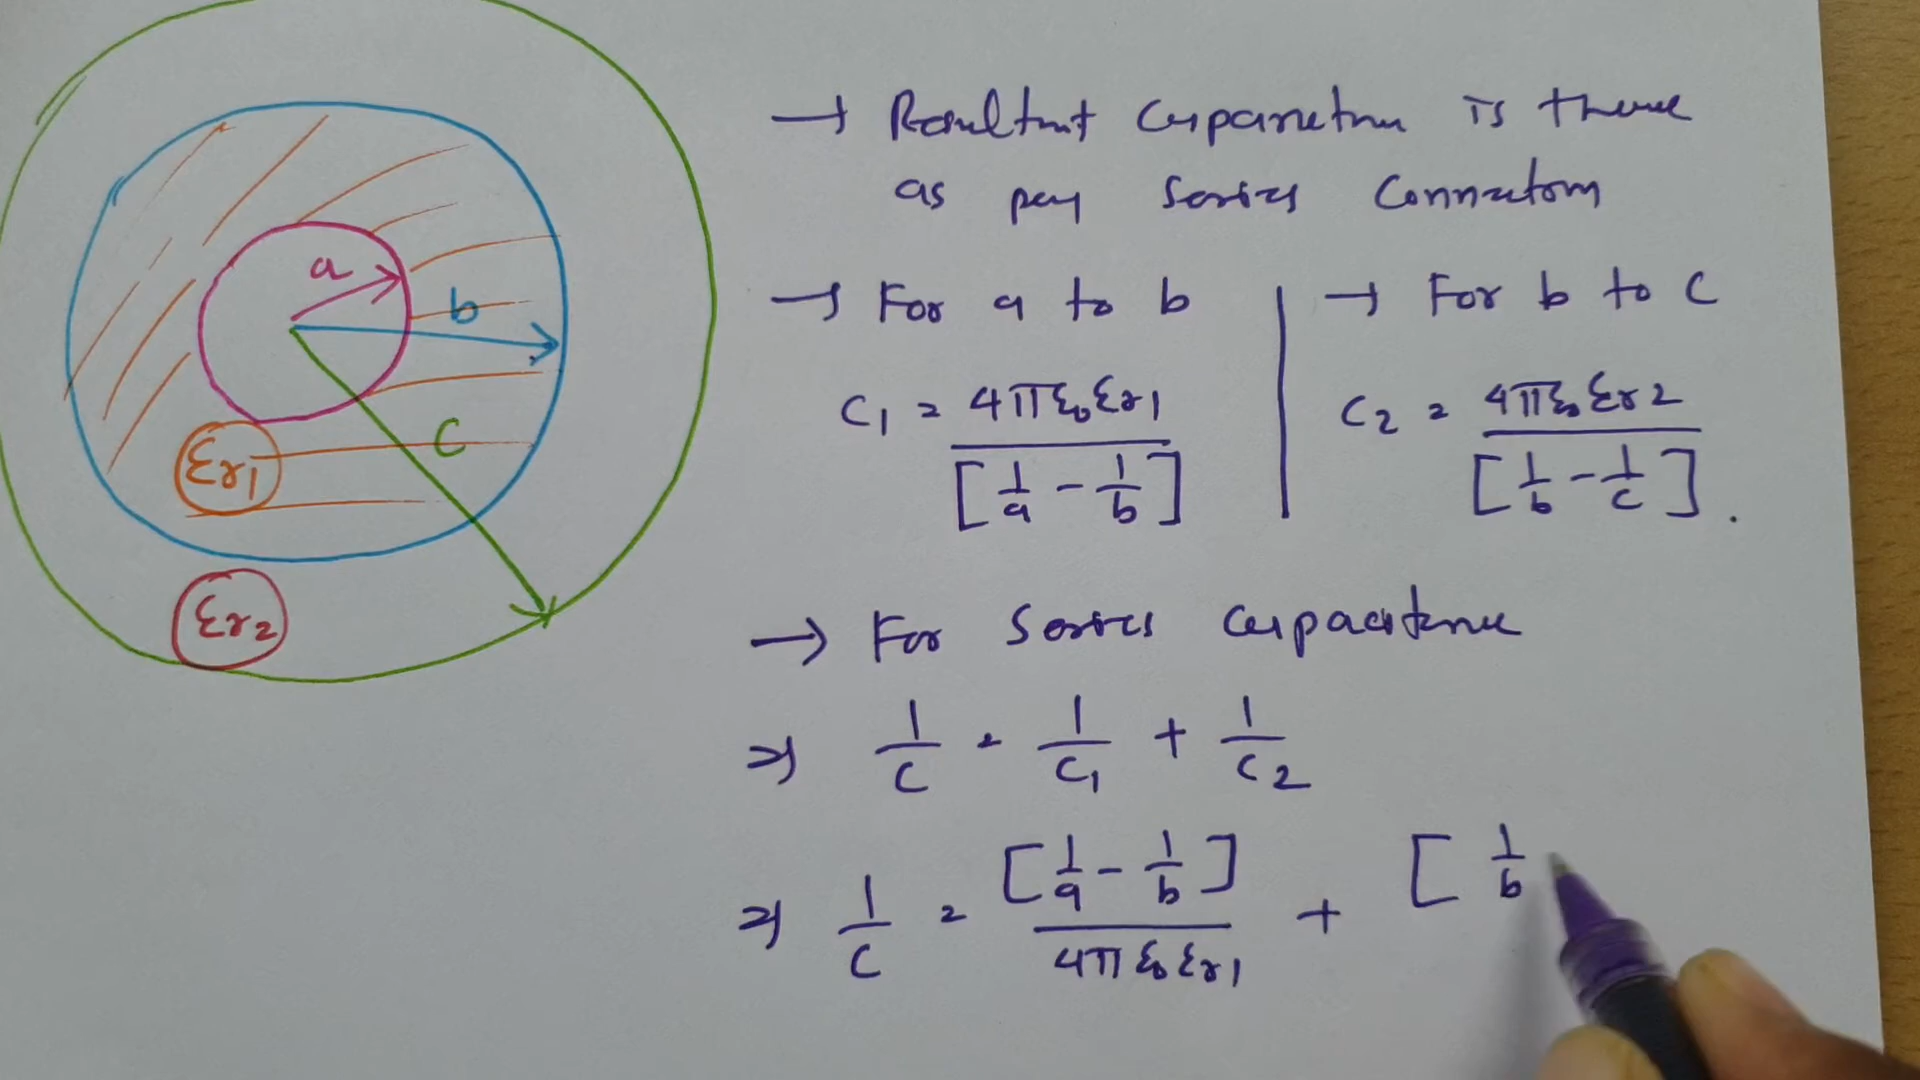 → Resultant Capacitance is there
as per Series Connection
→ For a to b
C₁ = 4πε₀εr₁ / [1/a - 1/b]
→ For b to c
C₂ = 4πε₀εr₂ / [1/b - 1/c].
→ For Series Capacitance
⇒ 1/C = 1/C₁ + 1/C₂
⇒ 1/C = [1/a - 1/b] / 4πε₀εr₁ + [ 1/b
a
b
c
εr₁
εr₂